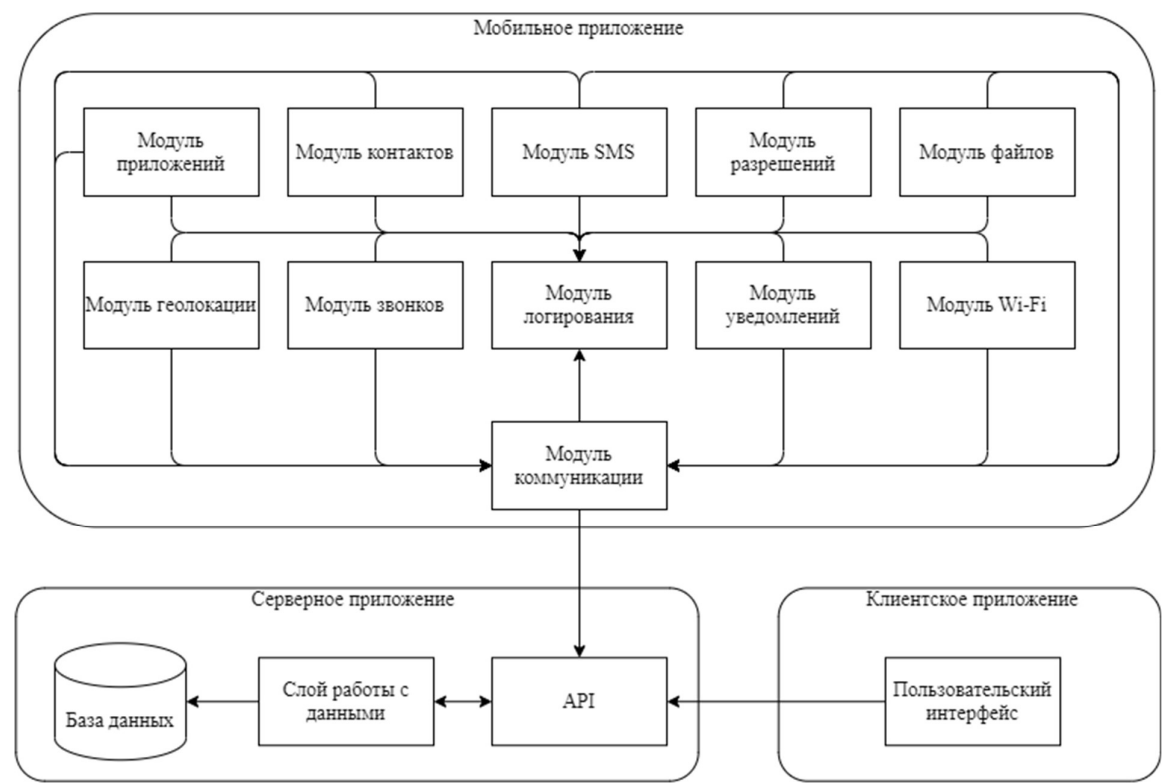 Мобильное приложение
Модуль
приложений
Модуль контактов
Модуль SMS
Модуль
разрешений
Модуль файлов
Модуль геолокации
Модуль звонков
Модуль
логирования
Модуль
уведомлений
Модуль Wi-Fi
Модуль
коммуникации
Серверное приложение
База данных
Слой работы с
данными
API
Клиентское приложение
Пользовательский
интерфейс